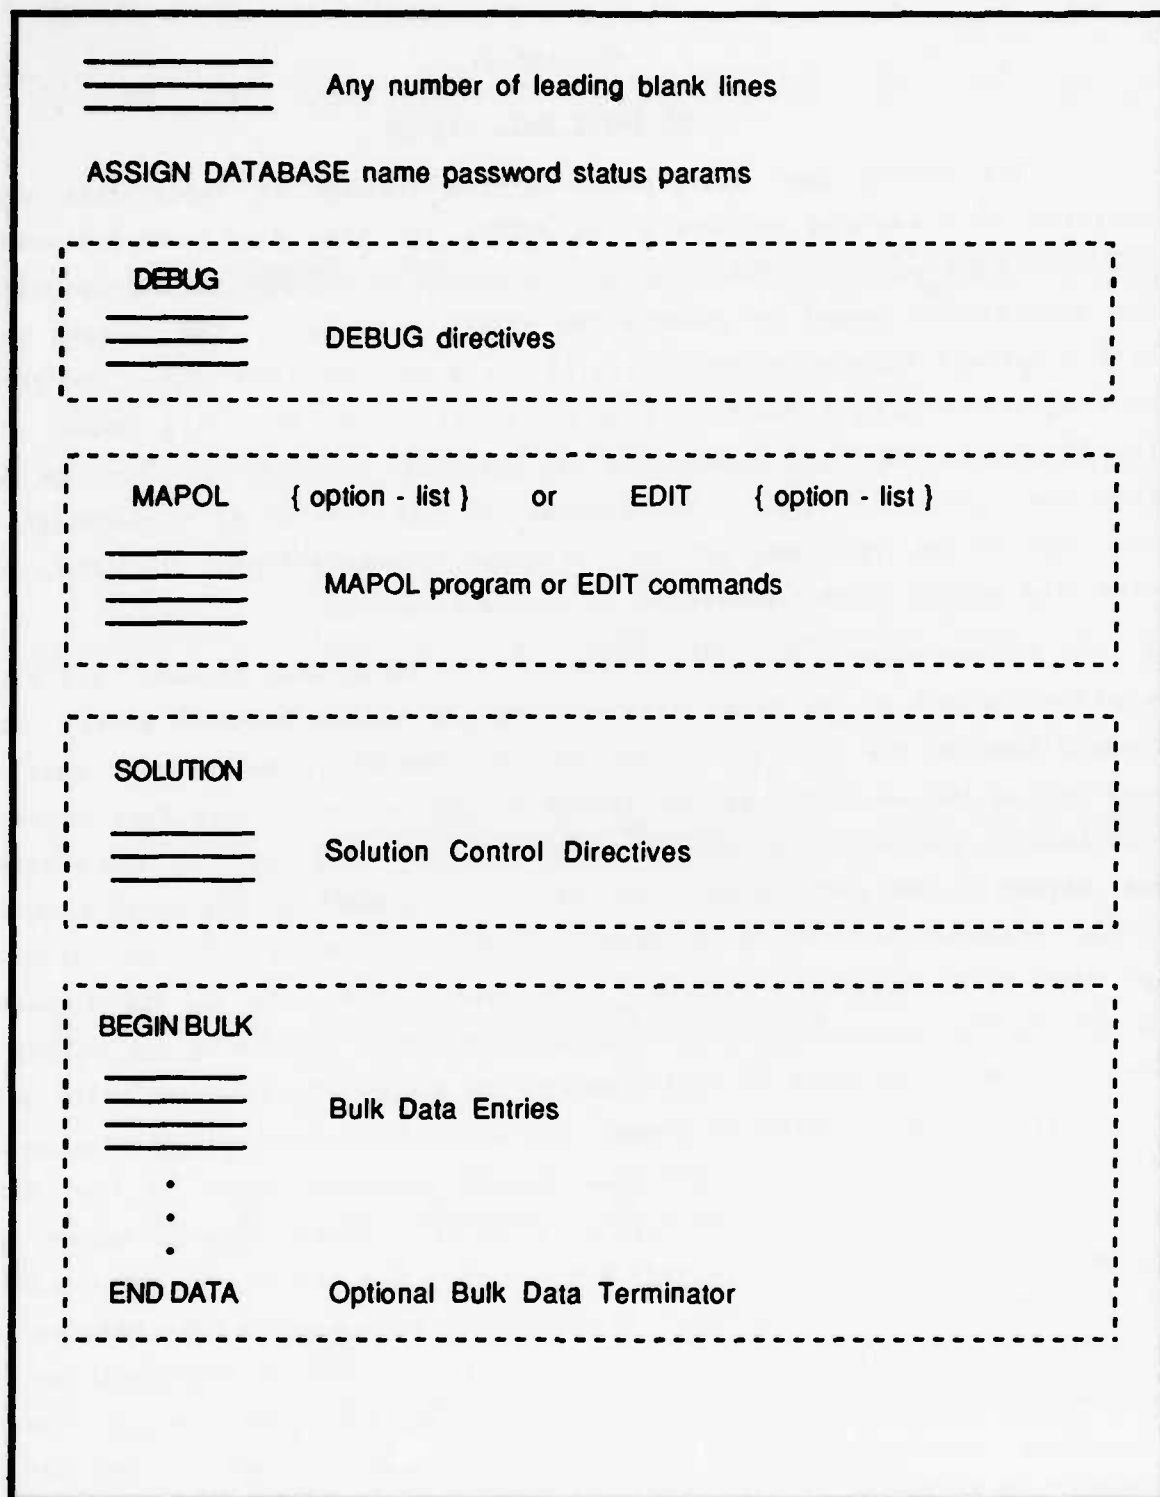 Any number of leading blank lines
ASSIGN DATABASE name password status params
DEBUG
DEBUG directives
MAPOL { option - list } or EDIT { option - list }
MAPOL program or EDIT commands
SOLUTION
Solution Control Directives
BEGIN BULK
Bulk Data Entries
END DATA Optional Bulk Data Terminator